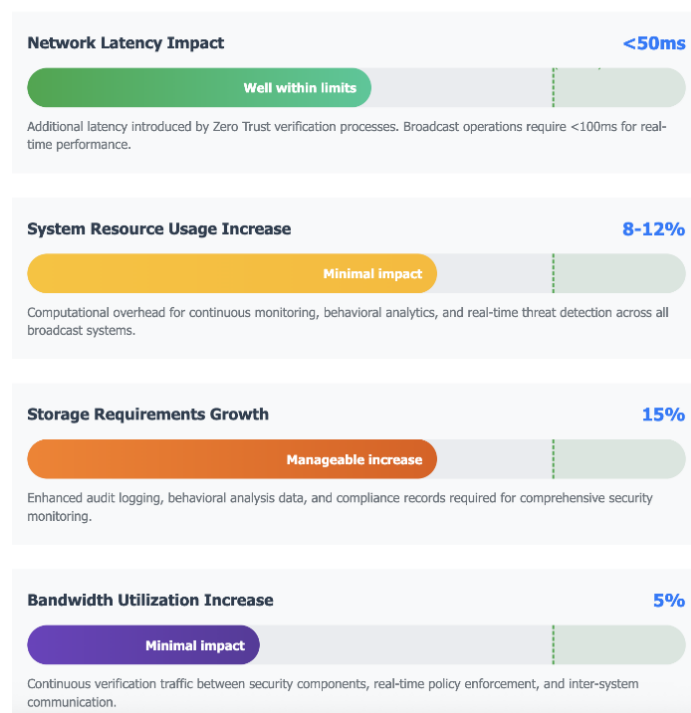 Network Latency Impact
<50ms
Well within limits
Additional latency introduced by Zero Trust verification processes. Broadcast operations require <100ms for real-
time performance.
System Resource Usage Increase
8-12%
Minimal impact
Computational overhead for continuous monitoring, behavioral analytics, and real-time threat detection across all
broadcast systems.
Storage Requirements Growth
15%
Manageable increase
Enhanced audit logging, behavioral analysis data, and compliance records required for comprehensive security
monitoring.
Bandwidth Utilization Increase
5%
Minimal impact
Continuous verification traffic between security components, real-time policy enforcement, and inter-system
communication.